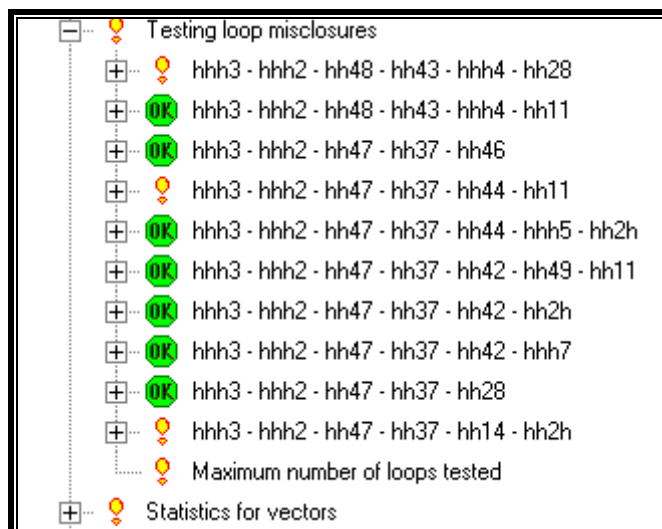 Testing loop misclosures
hhh3 - hhh2 - hh48 - hh43 - hhh4 - hh28
OK hhh3 - hhh2 - hh48 - hh43 - hhh4 - hh11
OK hhh3 - hhh2 - hh47 - hh37 - hh46
hhh3 - hhh2 - hh47 - hh37 - hh44 - hh11
OK hhh3 - hhh2 - hh47 - hh37 - hh44 - hhh5 - hh2h
OK hhh3 - hhh2 - hh47 - hh37 - hh42 - hh49 - hh11
OK hhh3 - hhh2 - hh47 - hh37 - hh42 - hh2h
OK hhh3 - hhh2 - hh47 - hh37 - hh42 - hhh7
OK hhh3 - hhh2 - hh47 - hh37 - hh28
hhh3 - hhh2 - hh47 - hh37 - hh14 - hh2h
Maximum number of loops tested
Statistics for vectors